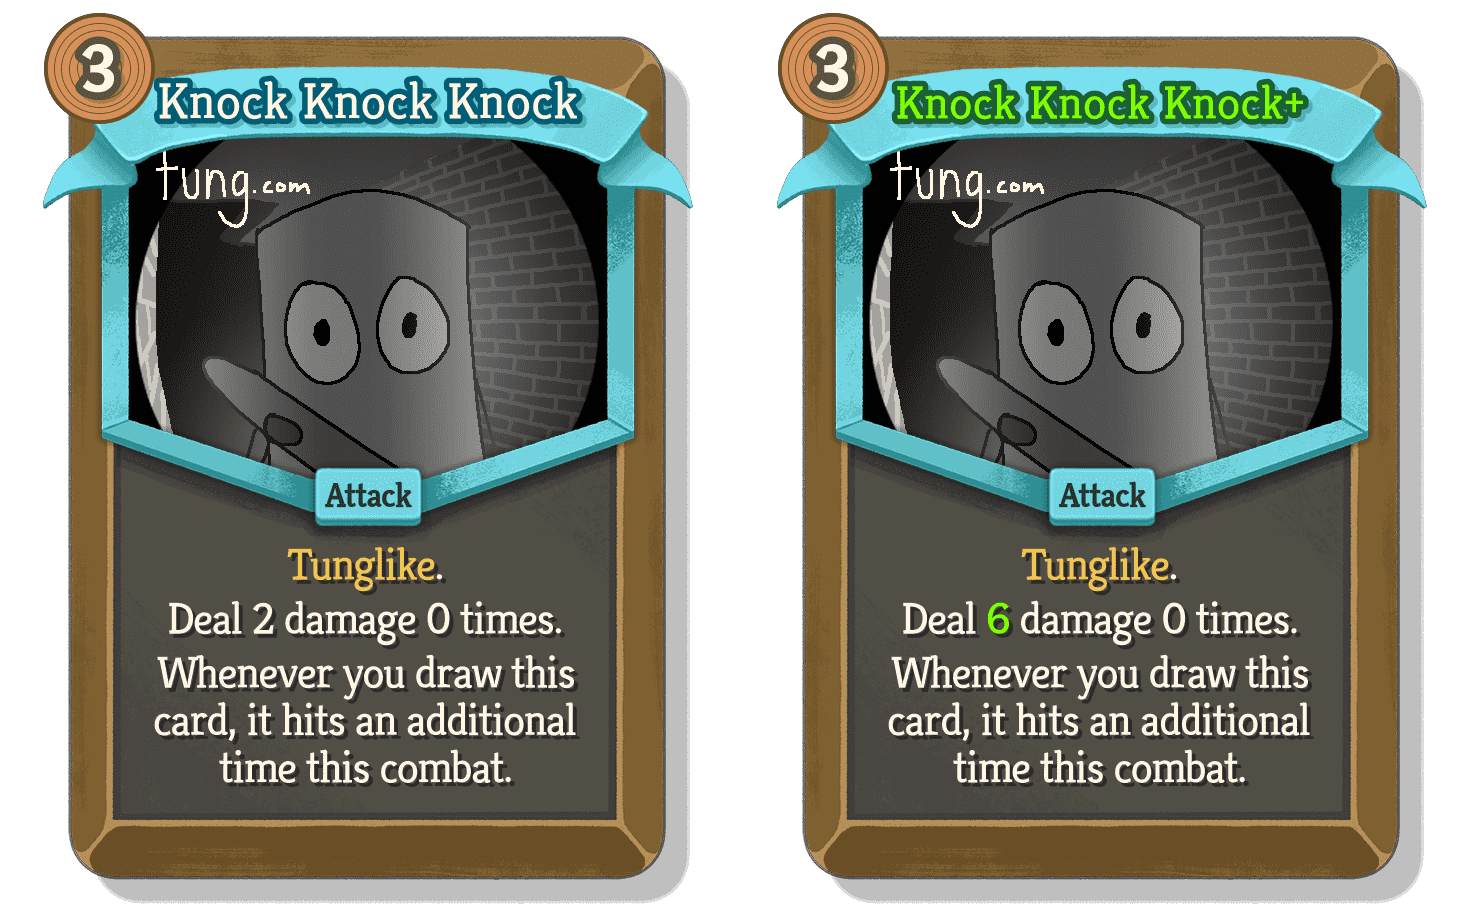 3
Knock Knock Knock
tung.com
Attack
Tunglike.
Deal 2 damage 0 times.
Whenever you draw this
card, it hits an additional
time this combat.
3
Knock Knock Knock+
tung.com
Attack
Tunglike.
Deal 6 damage 0 times.
Whenever you draw this
card, it hits an additional
time this combat.